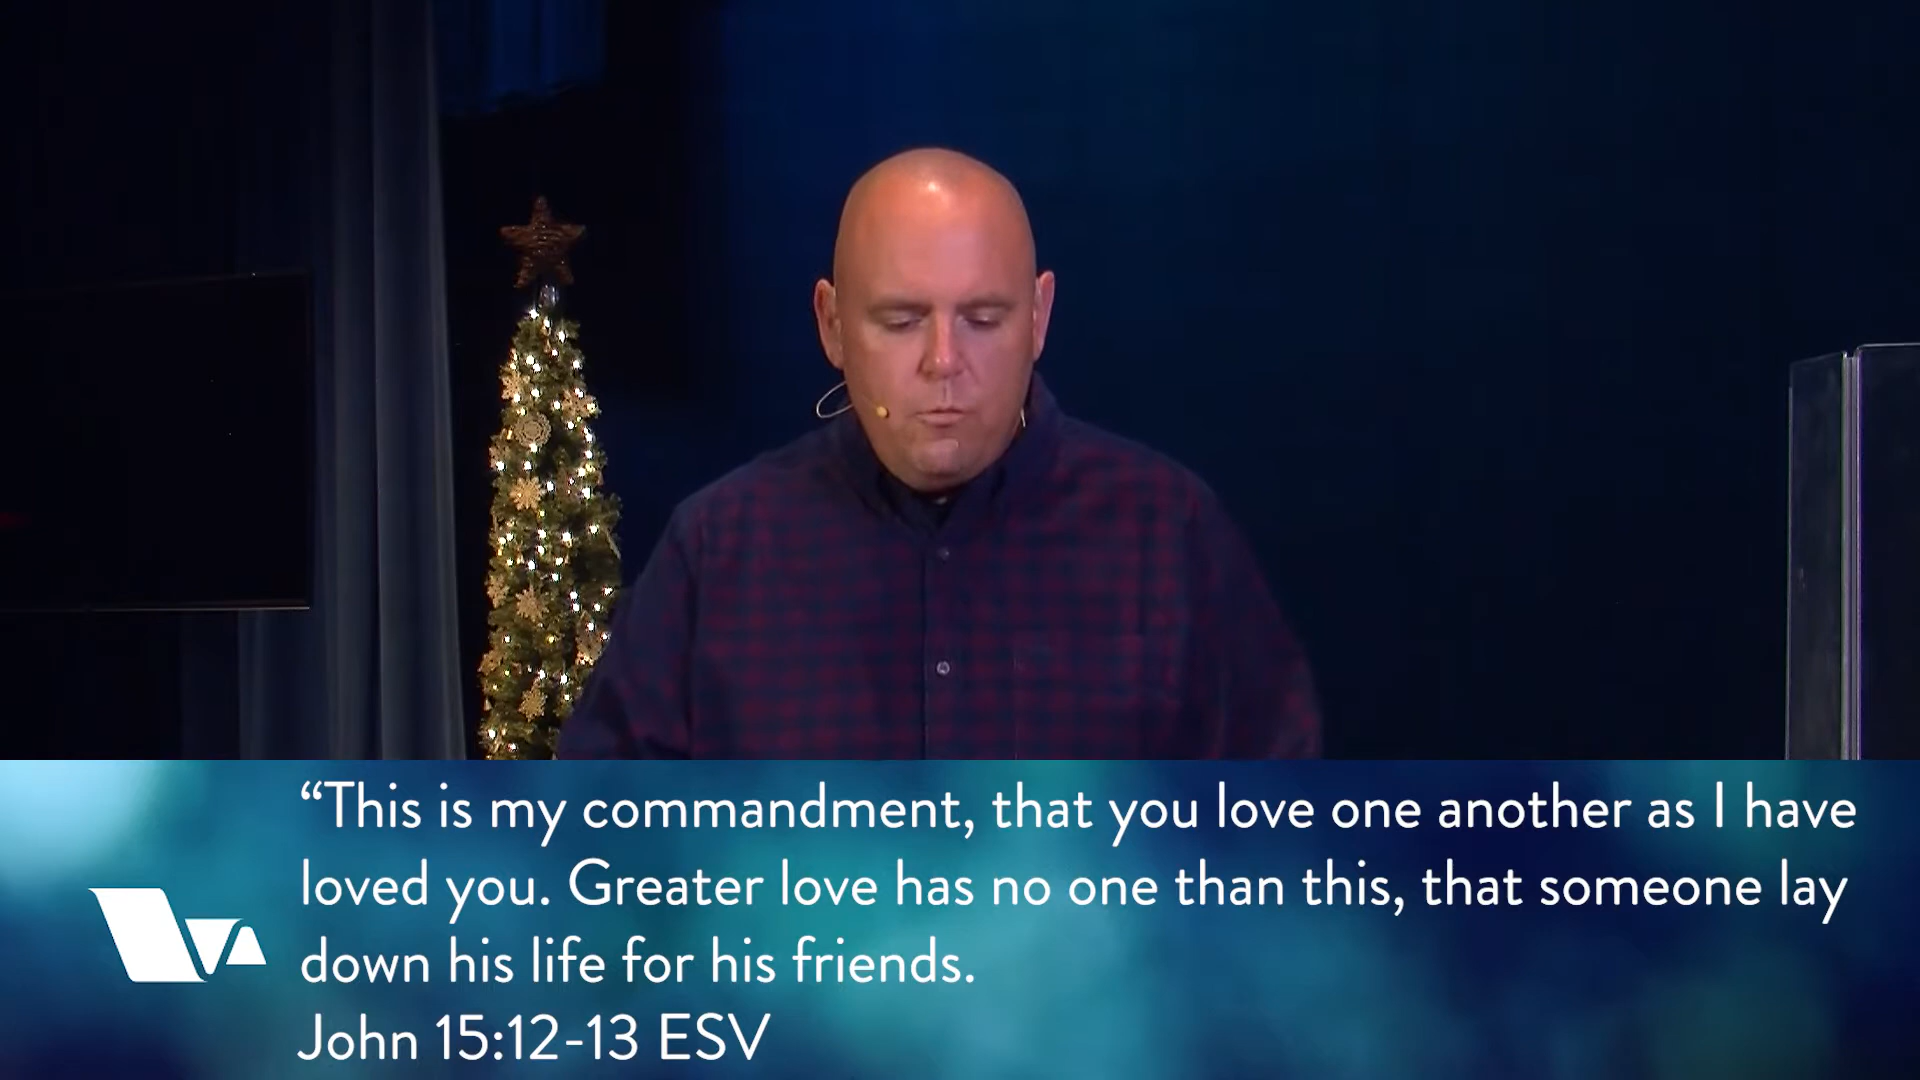 “This is my commandment, that you love one another as I have
loved you. Greater love has no one than this, that someone lay
down his life for his friends.
John 15:12-13 ESV